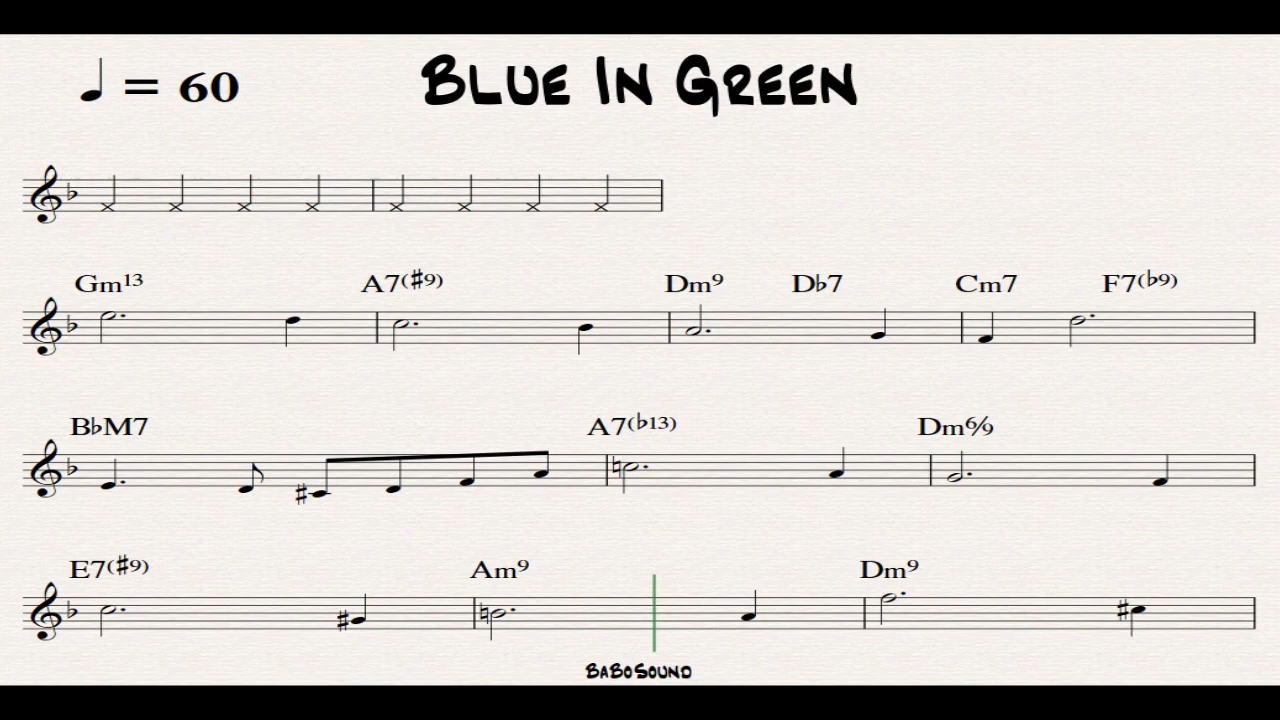 ♩ = 60
BLUE IN GREEN
Gm13 A7(♯9) Dm9 D♭7 Cm7 F7(♭9)
B♭M7 A7(♭13) Dm6/9
E7(♯9) Am9 Dm9
BABOSOUND